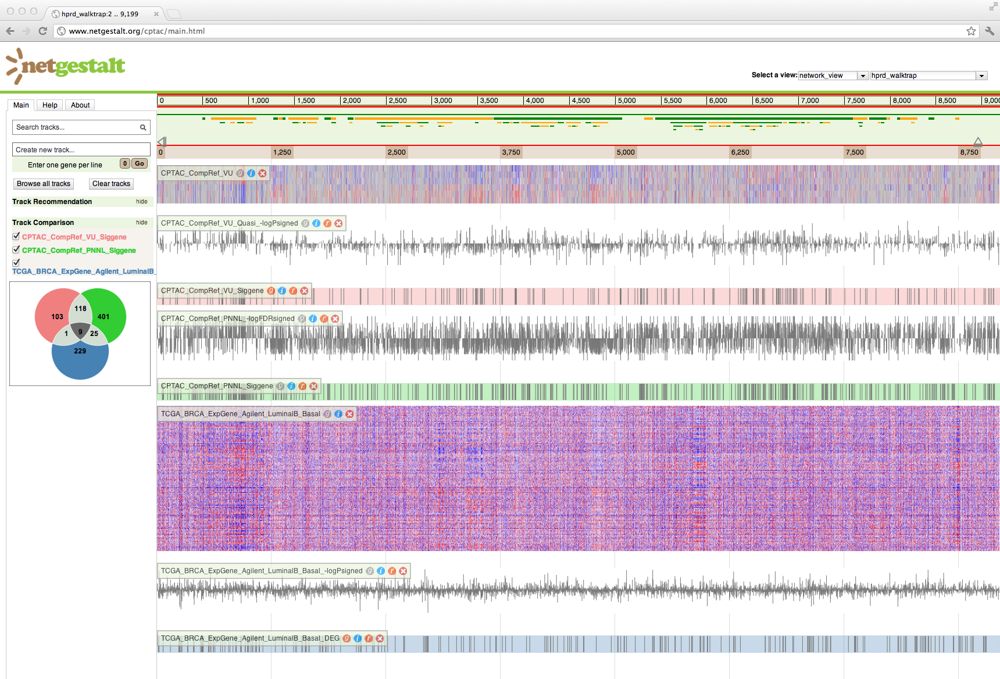 hprd_walktrap:2 .. 9,199
www.netgestalt.org/cptac/main.html
netgestalt
Select a view: network_view hprd_walktrap
Main Help About
0 500 1,000 1,500 2,000 2,500 3,000 3,500 4,000 4,500 5,000 5,500 6,000 6,500 7,000 7,500 8,000 8,500 9,000
Search tracks...
Create new track...
Enter one gene per line 0 Go
Browse all tracks Clear tracks
Track Recommendation hide
Track Comparison hide
CPTAC_CompRef_VU_Siggene
CPTAC_CompRef_PNNL_Siggene
TCGA_BRCA_ExpGene_Agilent_LuminalB_
118
103 401
1 9 25
229
0 1,250 2,500 3,750 5,000 6,250 7,500 8,750
CPTAC_CompRef_VU g i
CPTAC_CompRef_VU_Quasi_-logPsigned g i r
CPTAC_CompRef_VU_Siggene g i r
CPTAC_CompRef_PNNL_-logFDRsigned g i r
CPTAC_CompRef_PNNL_Siggene g i r
TCGA_BRCA_ExpGene_Agilent_LuminalB_Basal g i
TCGA_BRCA_ExpGene_Agilent_LuminalB_Basal_-logPsigned g i r
TCGA_BRCA_ExpGene_Agilent_LuminalB_Basal_DEG g i r